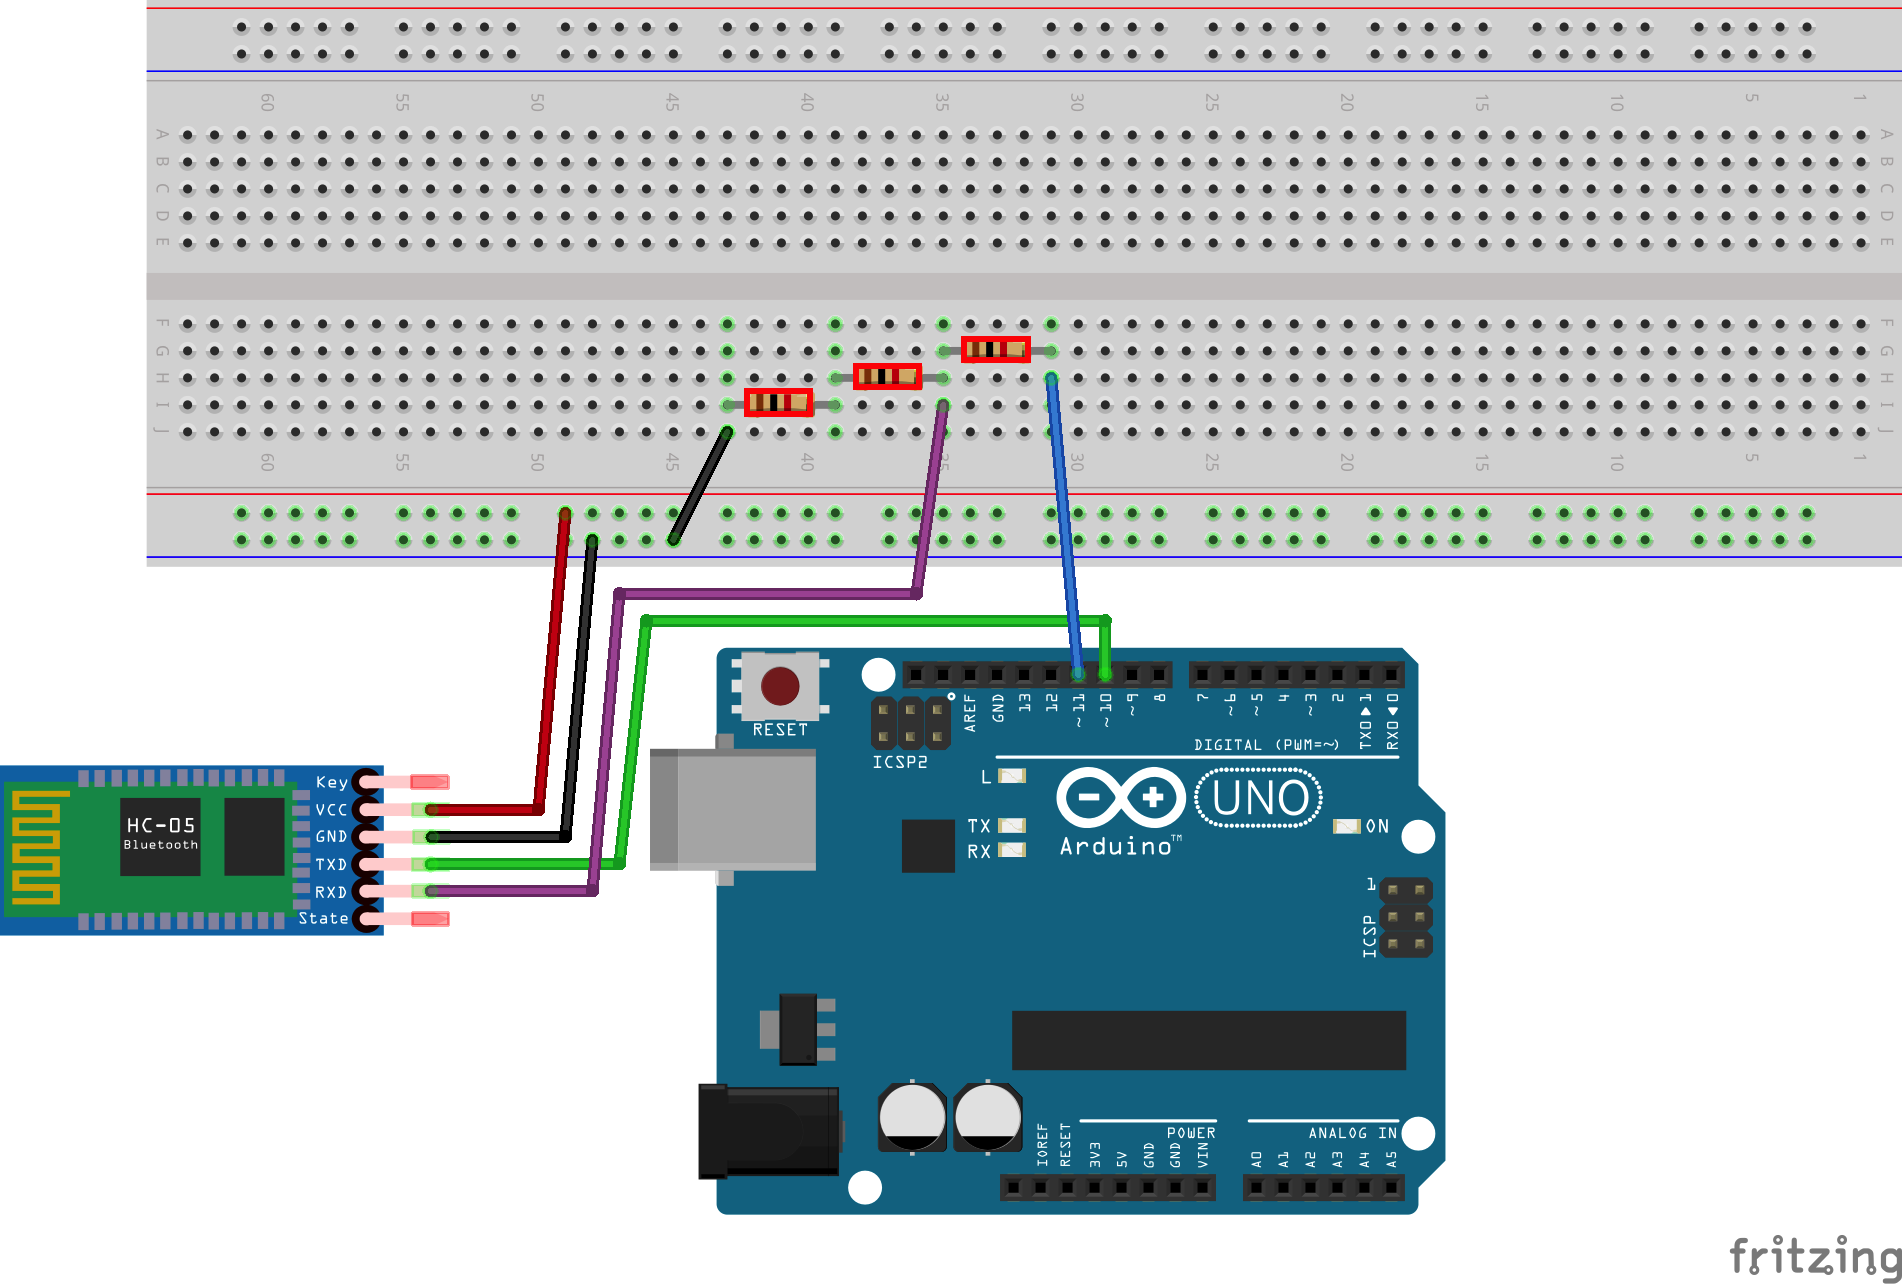 60 55 50 45 40 35 30 25 20 15 10 5 1
A A
B B
C C
D D
E E
F F
G G
H H
I I
J J
60 55 50 45 40 35 30 25 20 15 10 5 1
RESET
ICSP2
AREF GND 13 12 ~11 ~10 ~9 8 7 ~6 ~5 4 ~3 2 TX0▶1 RX0◀0
DIGITAL (PWM=~)
L
TX
RX
UNO
Arduino™
ON
1
ICSP
Key
VCC
GND
TXD
RXD
State
HC-05
Bluetooth
POWER
ANALOG IN
IOREF RESET 3V3 5V GND GND VIN A0 A1 A2 A3 A4 A5
fritzing